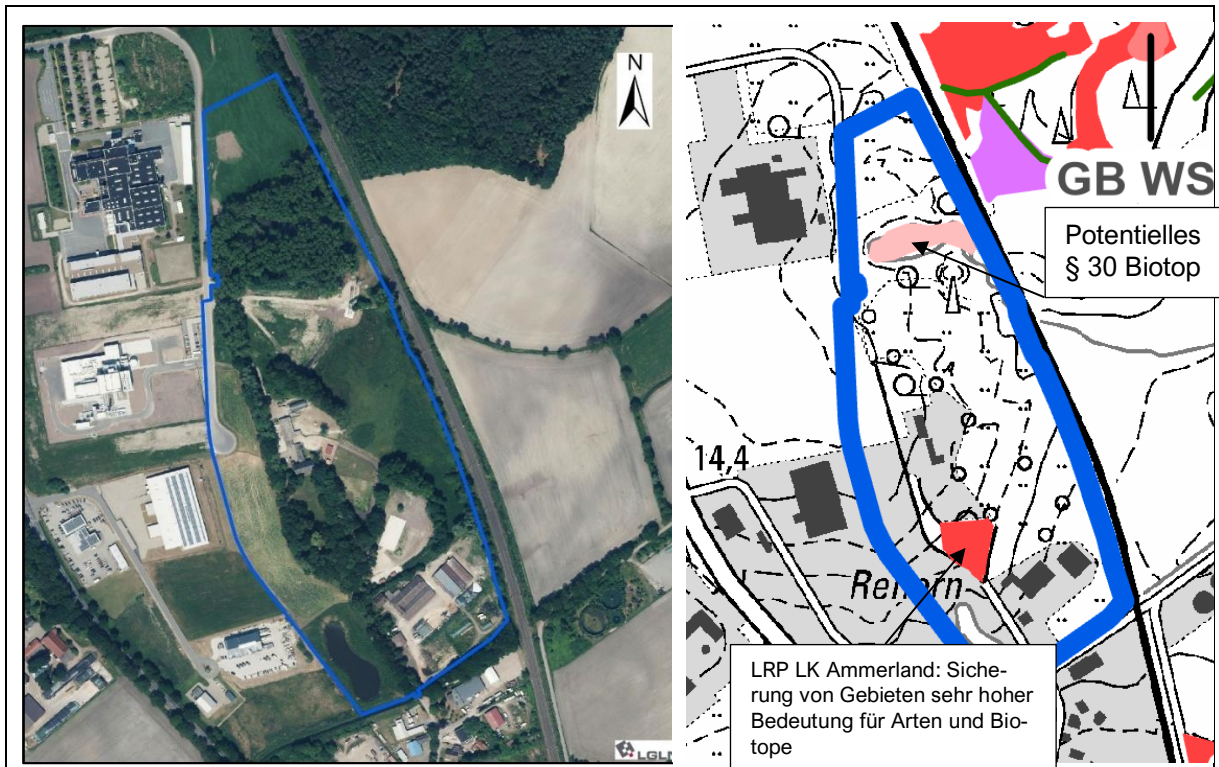 N
LGLN
GB WS
Potentielles
§ 30 Biotop
14,4
LRP LK Ammerland: Siche-
rung von Gebieten sehr hoher
Bedeutung für Arten und Bio-
tope